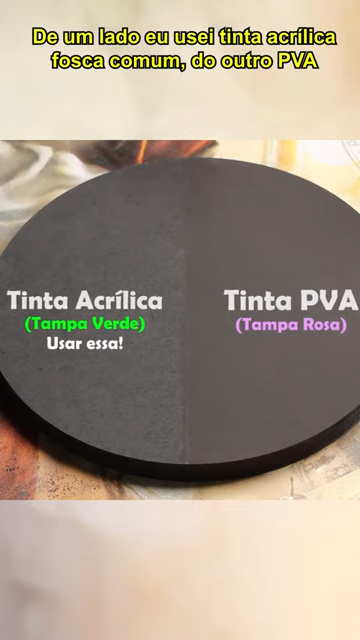 De um lado eu usei tinta acrílica
fosca comum, do outro PVA
Tinta Acrílica
(Tampa Verde)
Usar essa!
Tinta PVA
(Tampa Rosa)